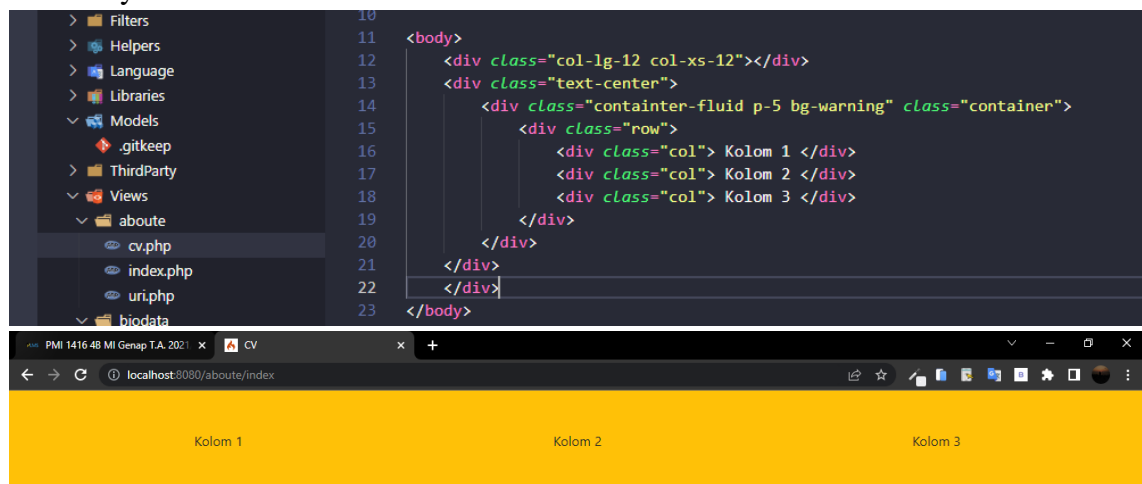 Filters
Helpers
Language
Libraries
Models
.gitkeep
ThirdParty
Views
aboute
cv.php
index.php
uri.php
biodata
10
11 <body>
12 <div class="col-lg-12 col-xs-12"></div>
13 <div class="text-center">
14 <div class="containter-fluid p-5 bg-warning" class="container">
15 <div class="row">
16 <div class="col"> Kolom 1 </div>
17 <div class="col"> Kolom 2 </div>
18 <div class="col"> Kolom 3 </div>
19 </div>
20 </div>
21 </div>
22 </div>
23 </body>
PMI 1416 4B MI Genap T.A. 2021 CV
localhost:8080/aboute/index
Kolom 1 Kolom 2 Kolom 3